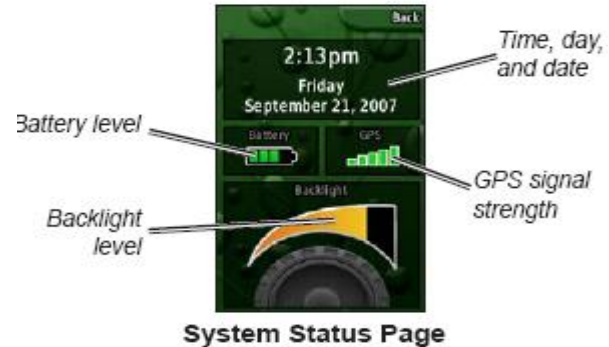 Back
2:13pm
Friday
September 21, 2007
Time, day,
and date
Battery level
Battery
GPS
GPS signal
strength
Backlight
Backlight
level
System Status Page